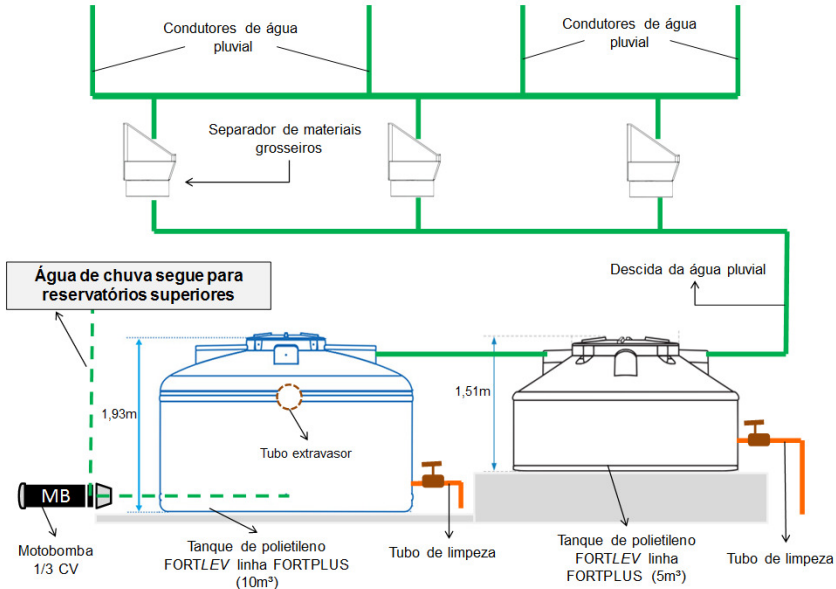 Condutores de água
pluvial
Condutores de água
pluvial
Separador de materiais
grosseiros
Água de chuva segue para
reservatórios superiores
Descida da água pluvial
1,93m
1,51m
Tubo extravasor
MB
Motobomba
1/3 CV
Tanque de polietileno
FORTLEV linha FORTPLUS
(10m³)
Tubo de limpeza
Tanque de polietileno
FORTLEV linha
FORTPLUS (5m³)
Tubo de limpeza